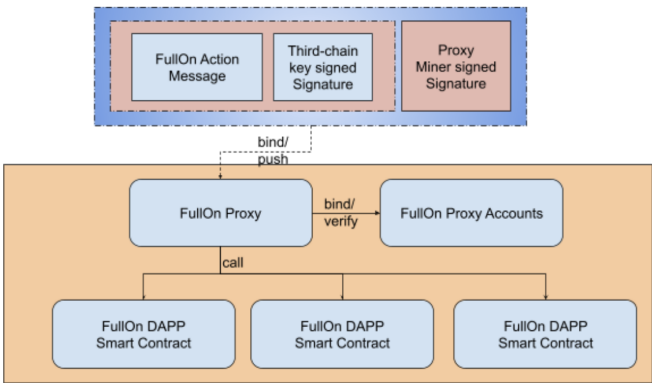 FullOn Action
Message
Third-chain
key signed
Signature
Proxy
Miner signed
Signature
bind/
push
FullOn Proxy
bind/
verify
FullOn Proxy Accounts
call
FullOn DAPP
Smart Contract
FullOn DAPP
Smart Contract
FullOn DAPP
Smart Contract